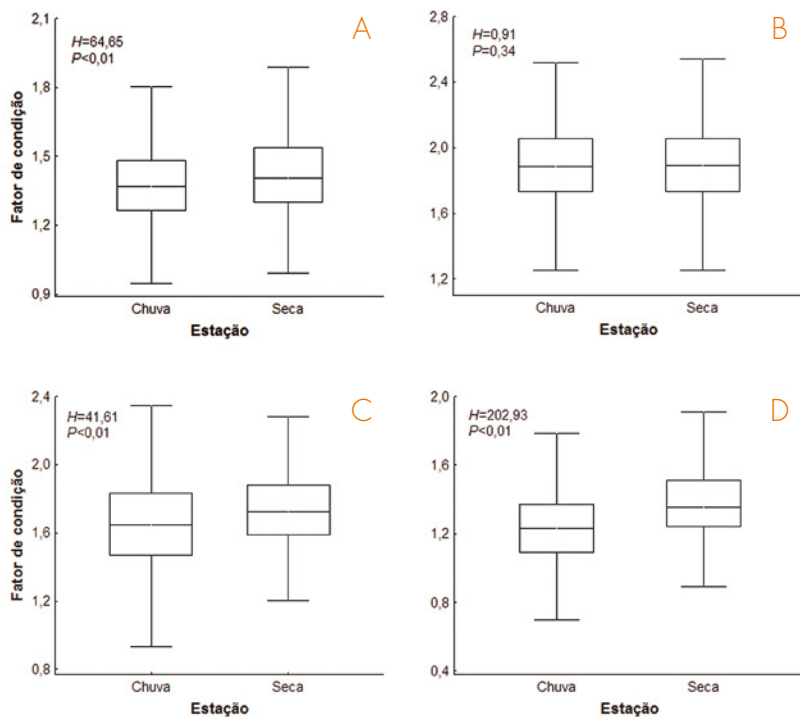 A
2,1
H=64,65
P<0,01
1,8
1,5
1,2
0,9
Fator de condição
Chuva
Seca
Estação
B
2,8
H=0,91
P=0,34
2,4
2,0
1,6
1,2
Chuva
Seca
Estação
C
2,4
H=41,61
P<0,01
2,0
1,6
1,2
0,8
Fator de condição
Chuva
Seca
Estação
D
2,0
H=202,93
P<0,01
1,6
1,2
0,8
0,4
Chuva
Seca
Estação